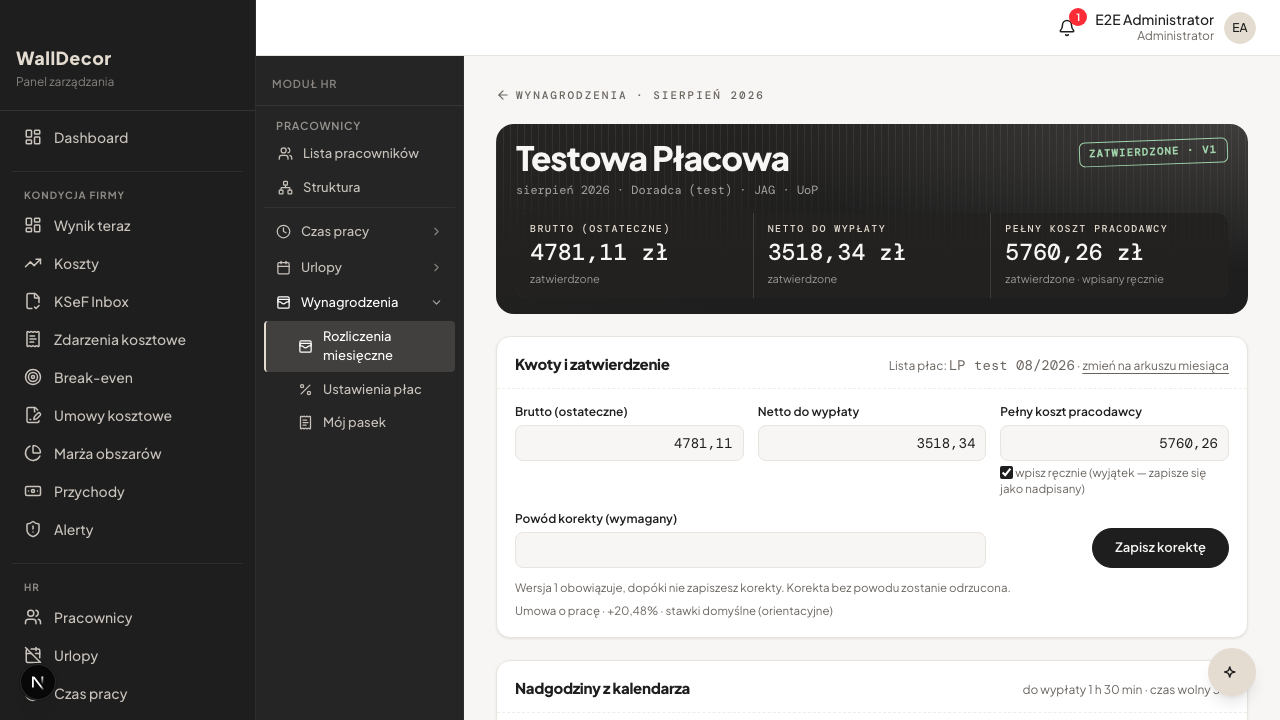 WallDecor
Panel zarządzania
Dashboard
KONDYCJA FIRMY
Wynik teraz
Koszty
KSeF Inbox
Zdarzenia kosztowe
Break-even
Umowy kosztowe
Marża obszarów
Przychody
Alerty
HR
Pracownicy
Urlopy
Czas pracy
N
MODUŁ HR
PRACOWNICY
Lista pracowników
Struktura
Czas pracy
Urlopy
Wynagrodzenia
Rozliczenia
miesięczne
Ustawienia płac
Mój pasek
1
E2E Administrator
Administrator
EA
WYNAGRODZENIA · SIERPIEŃ 2026
Testowa Płacowa
ZATWIERDZONE · V1
sierpień 2026 · Doradca (test) · JAG · UoP
BRUTTO (OSTATECZNE)
4781,11 zł
zatwierdzone
NETTO DO WYPŁATY
3518,34 zł
zatwierdzone
PEŁNY KOSZT PRACODAWCY
5760,26 zł
zatwierdzone · wpisany ręcznie
Kwoty i zatwierdzenie
Lista płac: LP test 08/2026 · zmień na arkuszu miesiąca
Brutto (ostateczne)
4781,11
Netto do wypłaty
3518,34
Pełny koszt pracodawcy
5760,26
wpisz ręcznie (wyjątek — zapisze się
jako nadpisany)
Powód korekty (wymagany)
Zapisz korektę
Wersja 1 obowiązuje, dopóki nie zapiszesz korekty. Korekta bez powodu zostanie odrzucona.
Umowa o pracę · +20,48% · stawki domyślne (orientacyjne)
Nadgodziny z kalendarza
do wypłaty 1 h 30 min · czas wolny